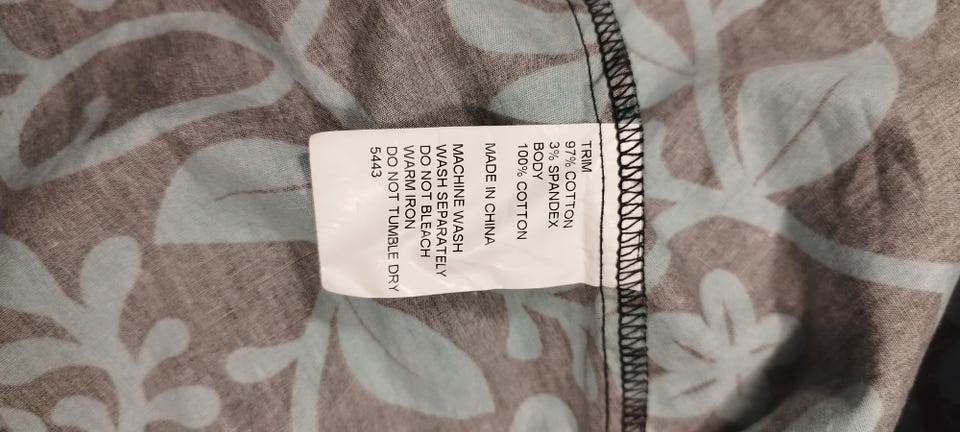 TRIM
97% COTTON
3% SPANDEX
BODY
100% COTTON
MADE IN CHINA
MACHINE WASH
WASH SEPARATELY
DO NOT BLEACH
WARM IRON
DO NOT TUMBLE DRY
5443